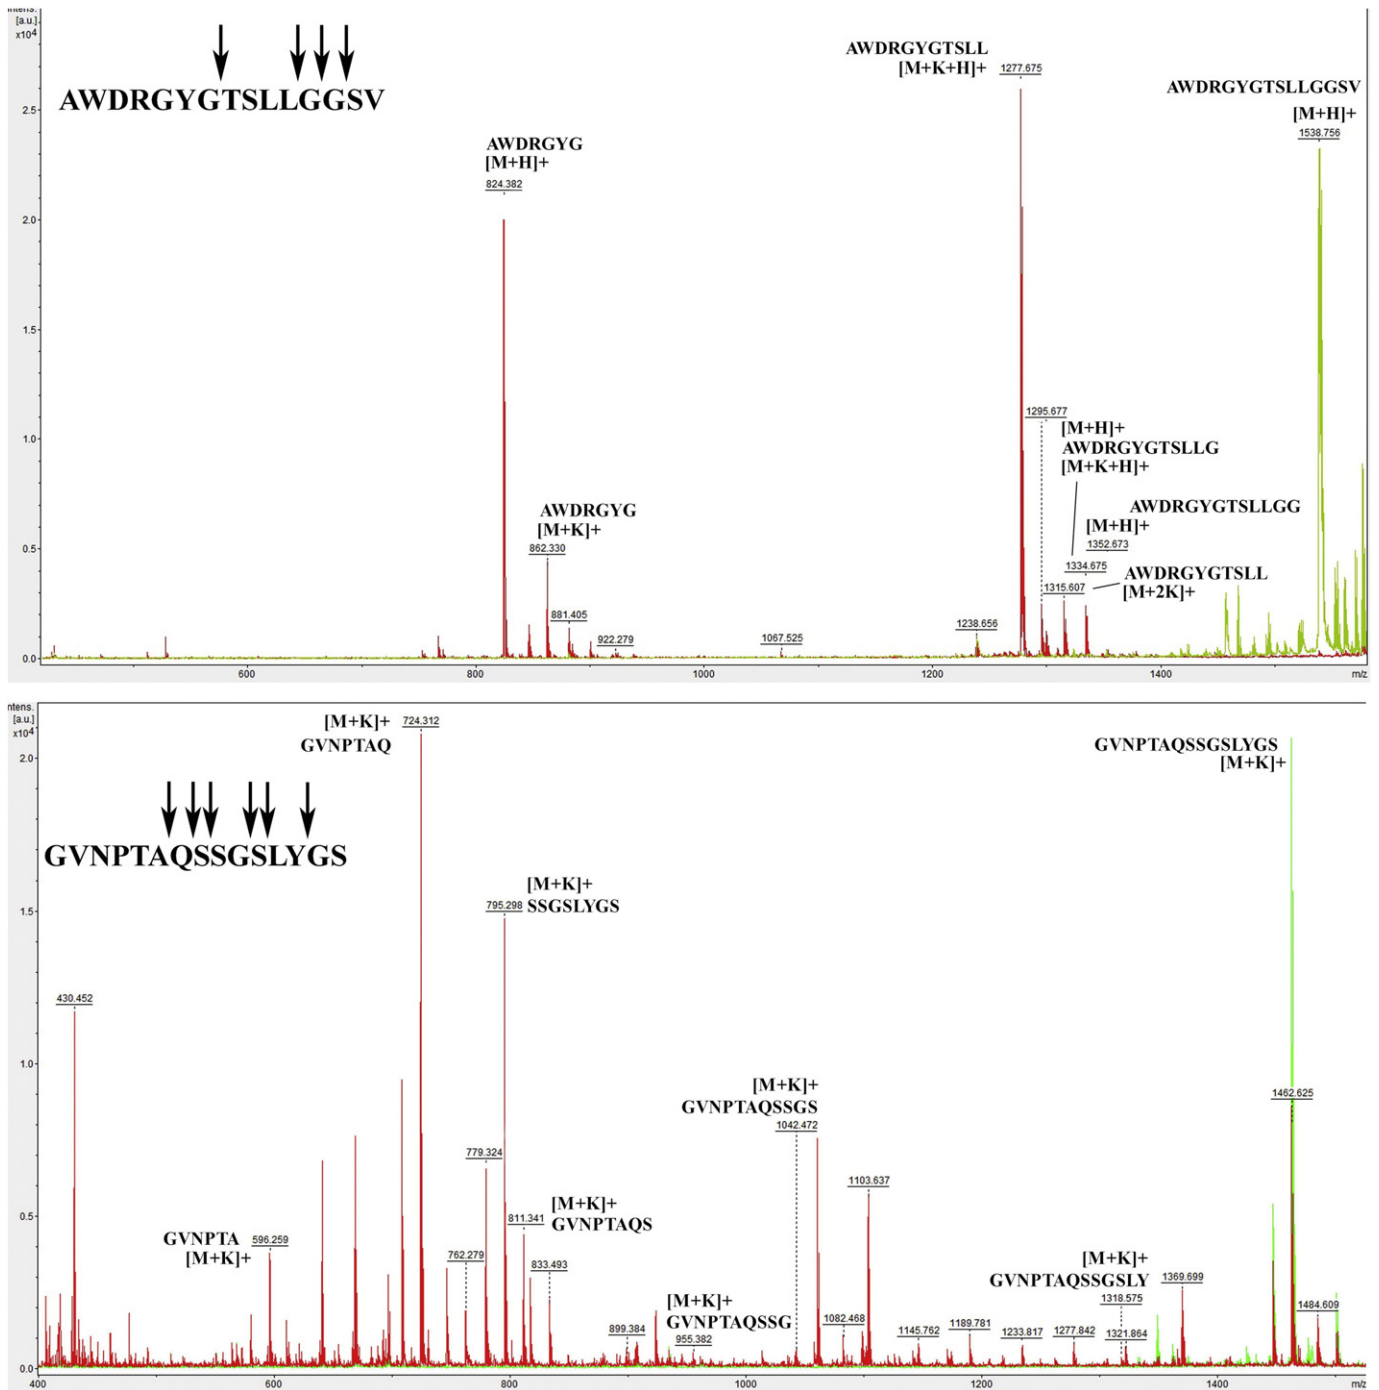 Intens.
[a.u.]
x10⁴
AWDRGYGTSLLGGSV
AWDRGYGTSLL
[M+K+H]+
1277.675
AWDRGYGTSLLGGSV
[M+H]+
1538.756
2.5
AWDRGYG
[M+H]+
824.382
2.0
1.5
1.0
1295.677
[M+H]+
AWDRGYGTSLLG
[M+K+H]+
AWDRGYG
[M+K]+
862.330
AWDRGYGTSLLGG
[M+H]+
1352.673
0.5
1334.675
AWDRGYGTSLL
[M+2K]+
1315.607
881.405
922.279
1067.525
1238.656
0.0
600
800
1000
1200
1400
m/z
ntens.
[a.u.]
x10⁴
[M+K]+
GVNPTAQ
724.312
GVNPTAQSSGSLYGS
[M+K]+
2.0
GVNPTAQSSGSLYGS
[M+K]+
SSGSLYGS
795.298
1.5
430.452
1.0
[M+K]+
GVNPTAQSSGS
1042.472
1462.625
779.324
1103.637
[M+K]+
GVNPTAQS
811.341
0.5
GVNPTA
[M+K]+
596.259
762.279
833.493
[M+K]+
GVNPTAQSSGSLY
1318.575
1369.699
[M+K]+
GVNPTAQSSG
955.382
899.384
1082.468
1145.762
1189.781
1233.817
1277.842
1321.864
1484.609
0.0
400
600
800
1000
1200
1400
m/z